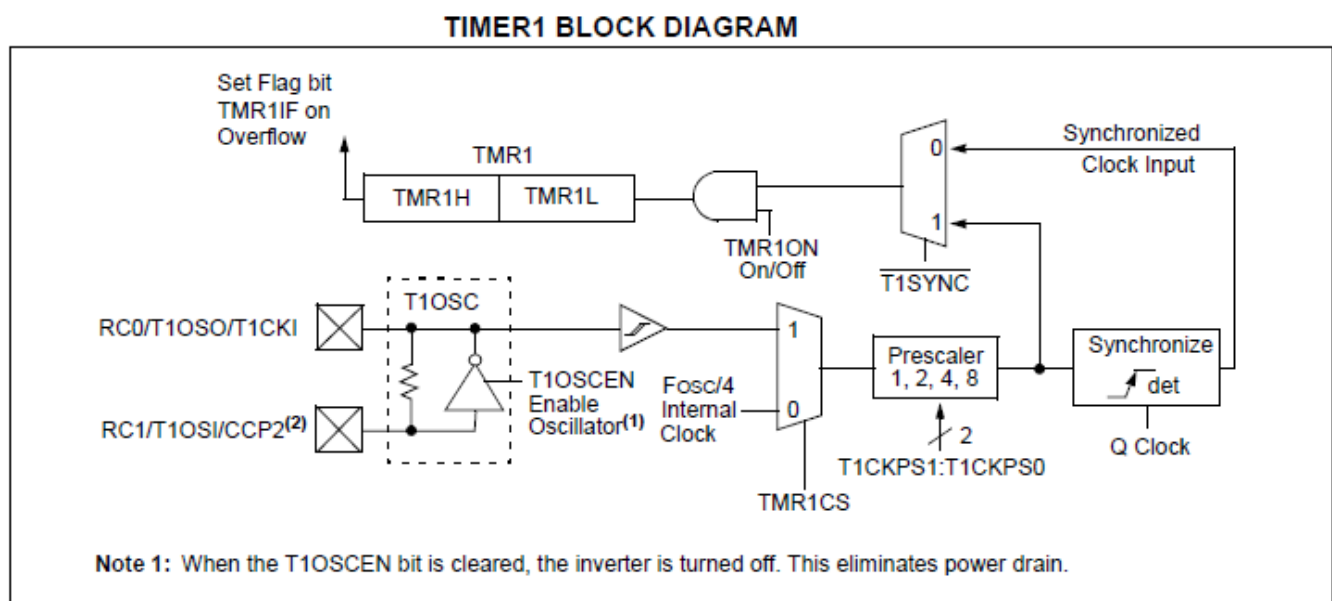 TIMER1 BLOCK DIAGRAM
Set Flag bit
TMR1IF on
Overflow
TMR1
TMR1H
TMR1L
TMR1ON
On/Off
0
1
T1SYNC
Synchronized
Clock Input
RC0/T1OSO/T1CKI
T1OSC
RC1/T1OSI/CCP2(2)
T1OSCEN
Enable
Oscillator(1)
Fosc/4
Internal
Clock
1
0
TMR1CS
Prescaler
1, 2, 4, 8
2
T1CKPS1:T1CKPS0
Synchronize
det
Q Clock
Note 1: When the T1OSCEN bit is cleared, the inverter is turned off. This eliminates power drain.